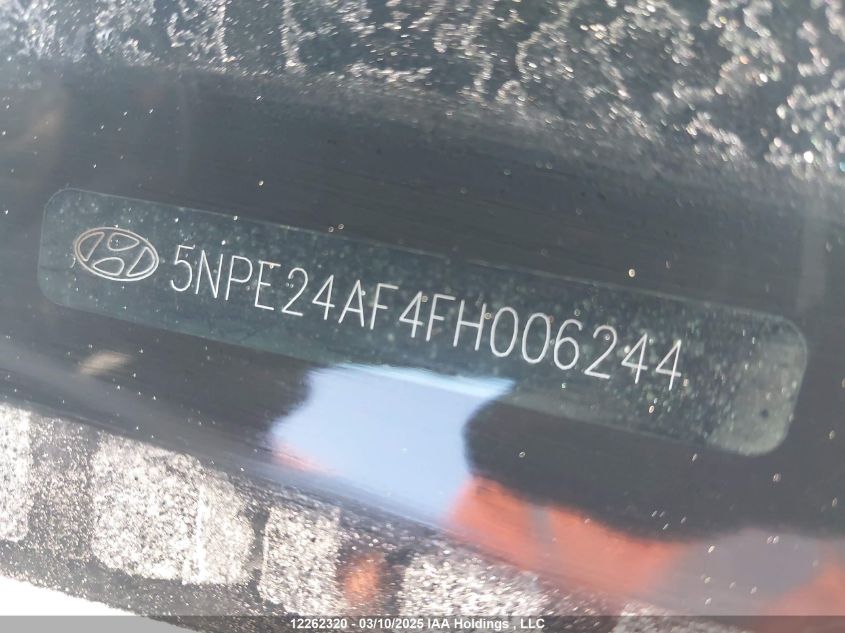 5NPE24AF4FH006244
12262320 - 03/10/2025 IAA Holdings , LLC